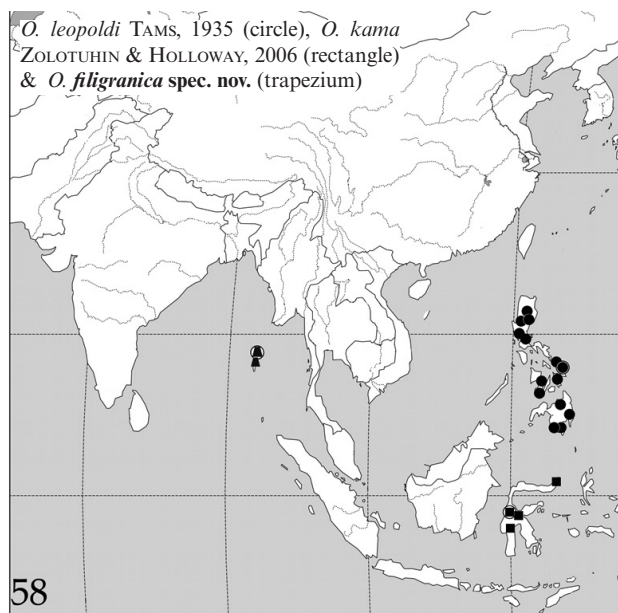 O. leopoldi TAMS, 1935 (circle), O. kama
ZOLOTUHIN & HOLLOWAY, 2006 (rectangle)
& O. filigranica spec. nov. (trapezium)
58